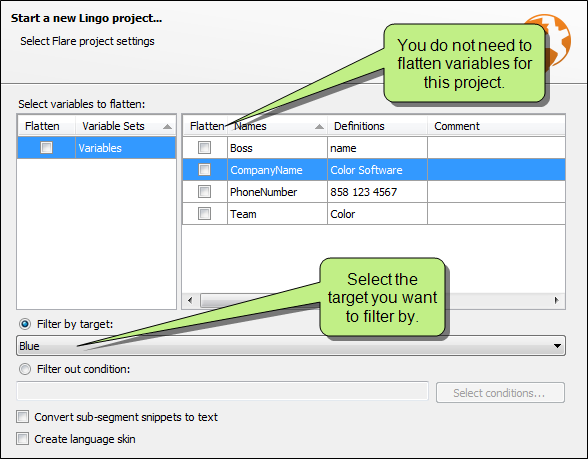 Start a new Lingo project...
Select Flare project settings
You do not need to
flatten variables for
this project.
Select variables to flatten:
Flatten Variable Sets
Variables
Flatten Names Definitions Comment
Boss name
CompanyName Color Software
PhoneNumber 858 123 4567
Team Color
Select the
target you want
to filter by.
Filter by target:
Blue
Filter out condition:
Select conditions...
Convert sub-segment snippets to text
Create language skin